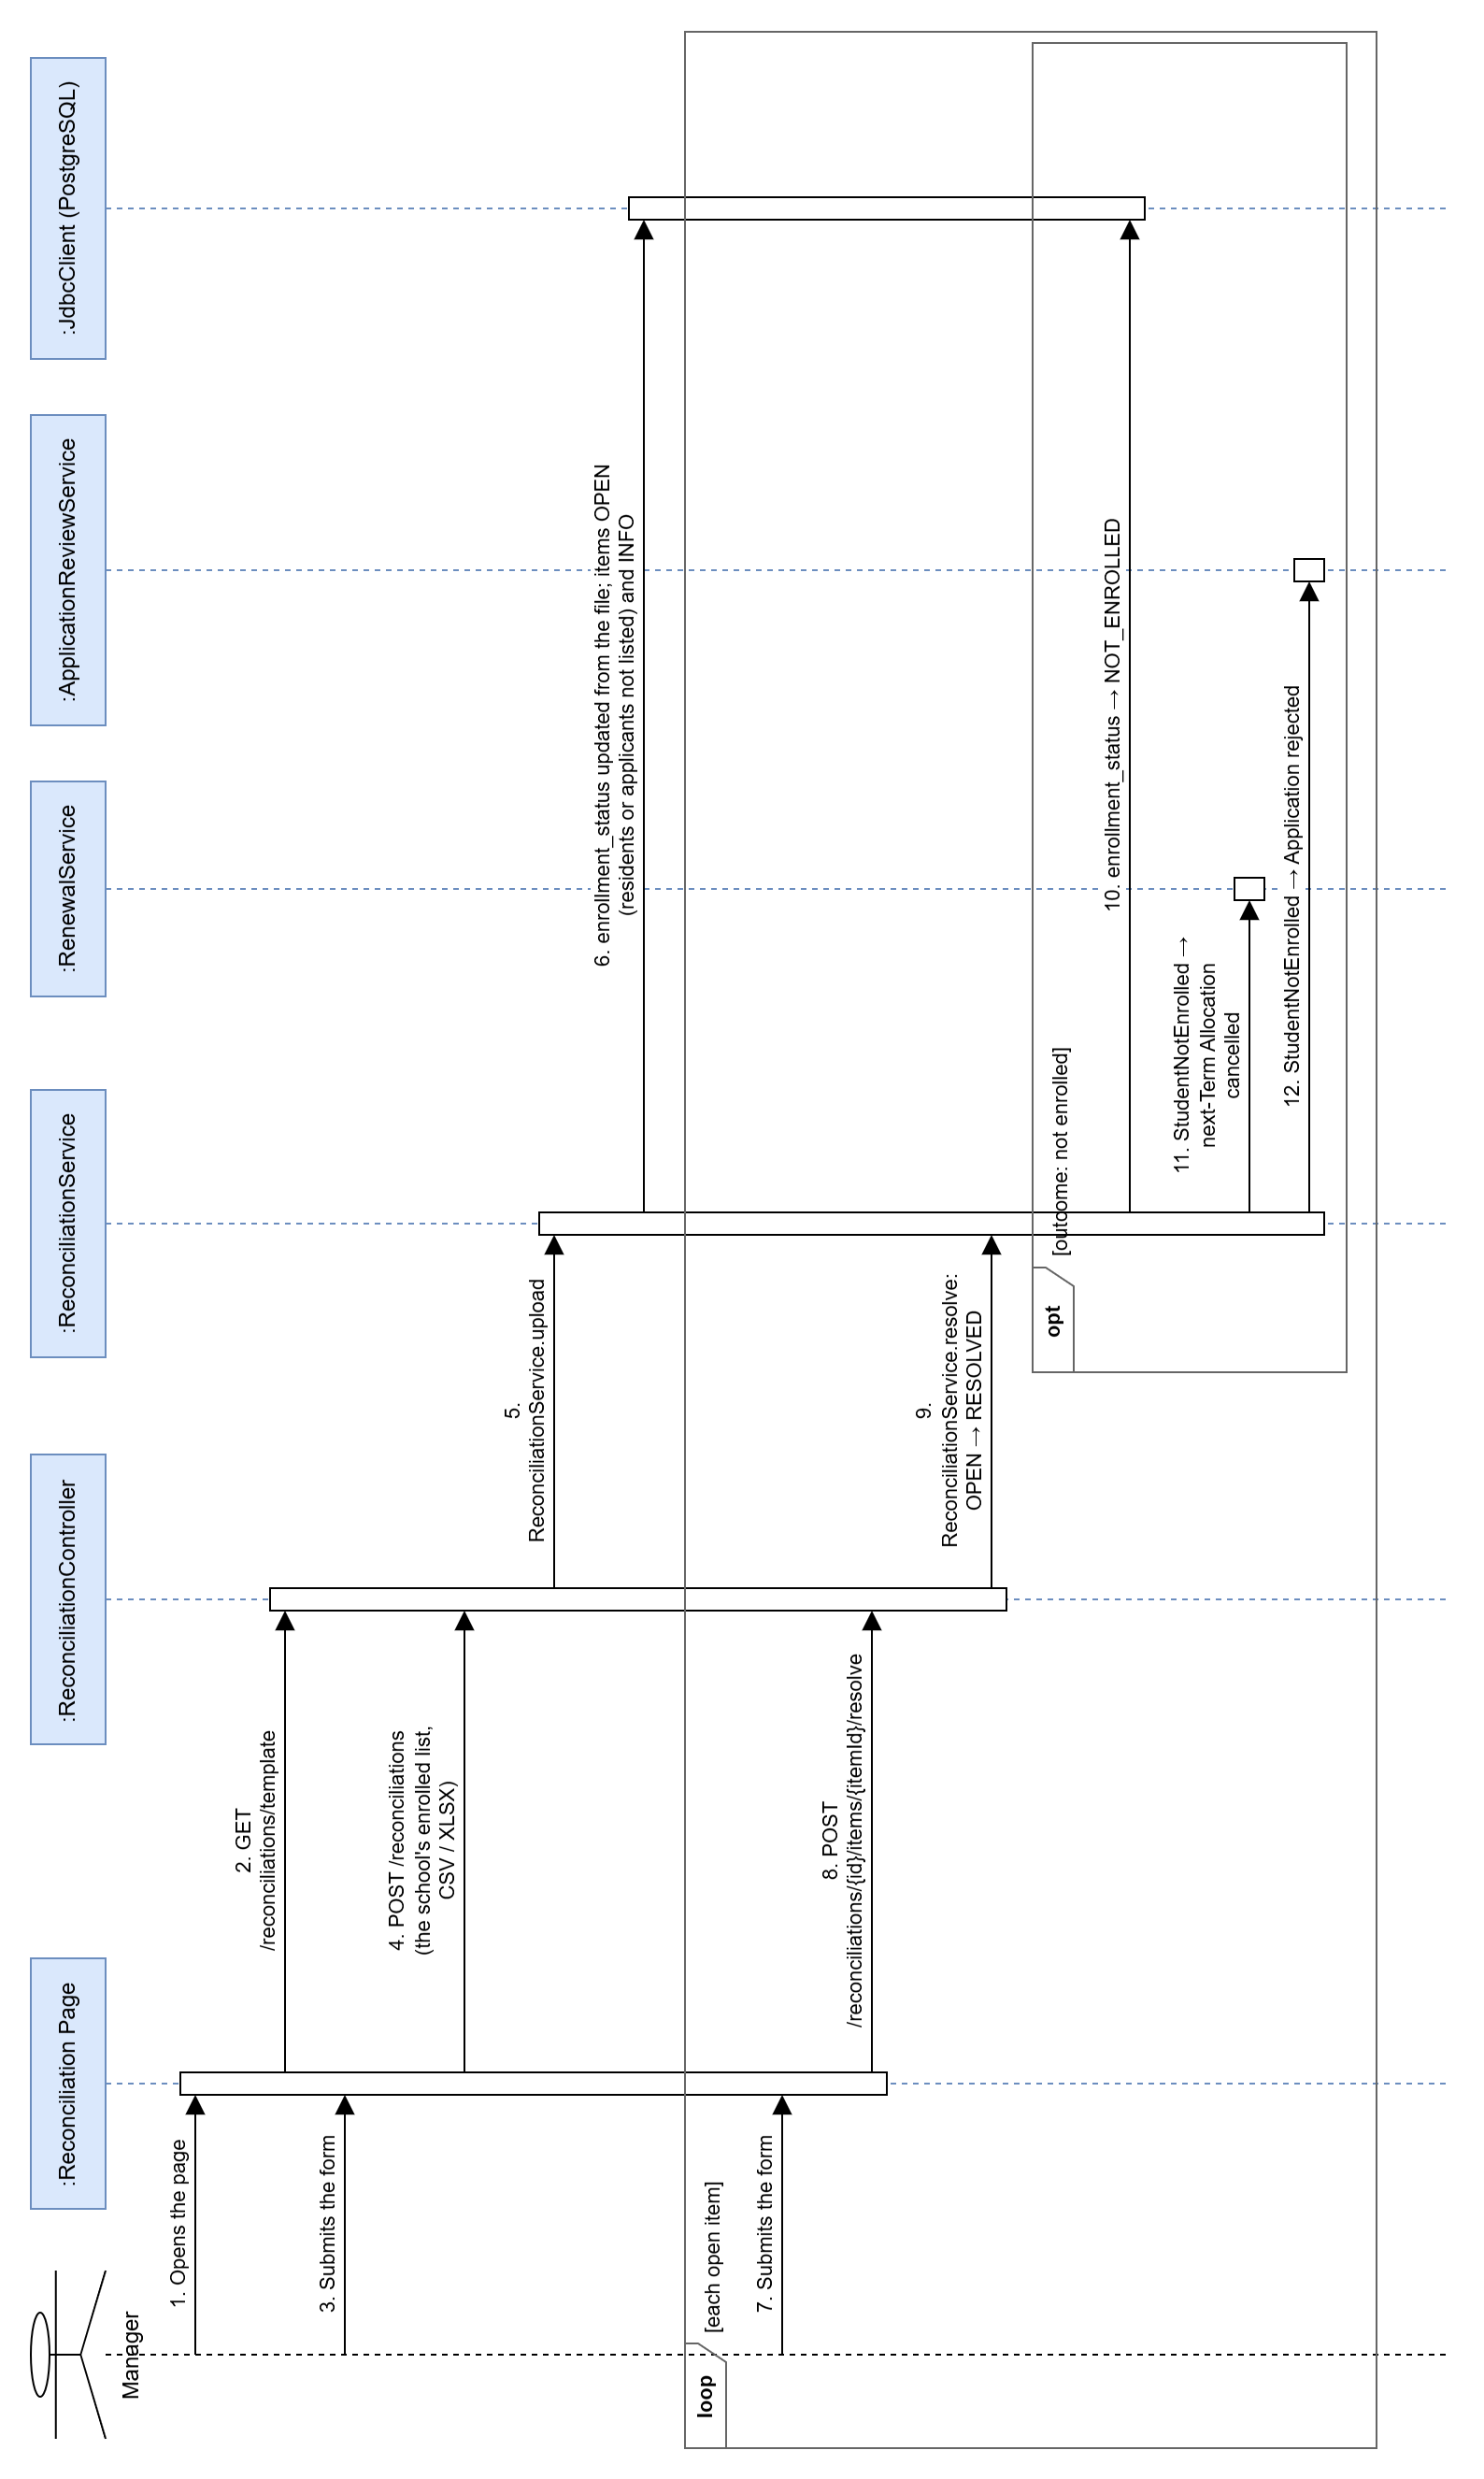 Manager
:Reconciliation Page
:ReconciliationController
:ReconciliationService
:RenewalService
:ApplicationReviewService
:JdbcClient (PostgreSQL)
1. Opens the page
2. GET
/reconciliations/template
3. Submits the form
4. POST /reconciliations
(the school's enrolled list,
CSV / XLSX)
5.
ReconciliationService.upload
6. enrollment_status updated from the file; items OPEN
(residents or applicants not listed) and INFO
loop
[each open item]
7. Submits the form
8. POST
/reconciliations/{id}/items/{itemId}/resolve
9.
ReconciliationService.resolve:
OPEN → RESOLVED
opt
[outcome: not enrolled]
10. enrollment_status → NOT_ENROLLED
11. StudentNotEnrolled →
next-Term Allocation
cancelled
12. StudentNotEnrolled → Application rejected